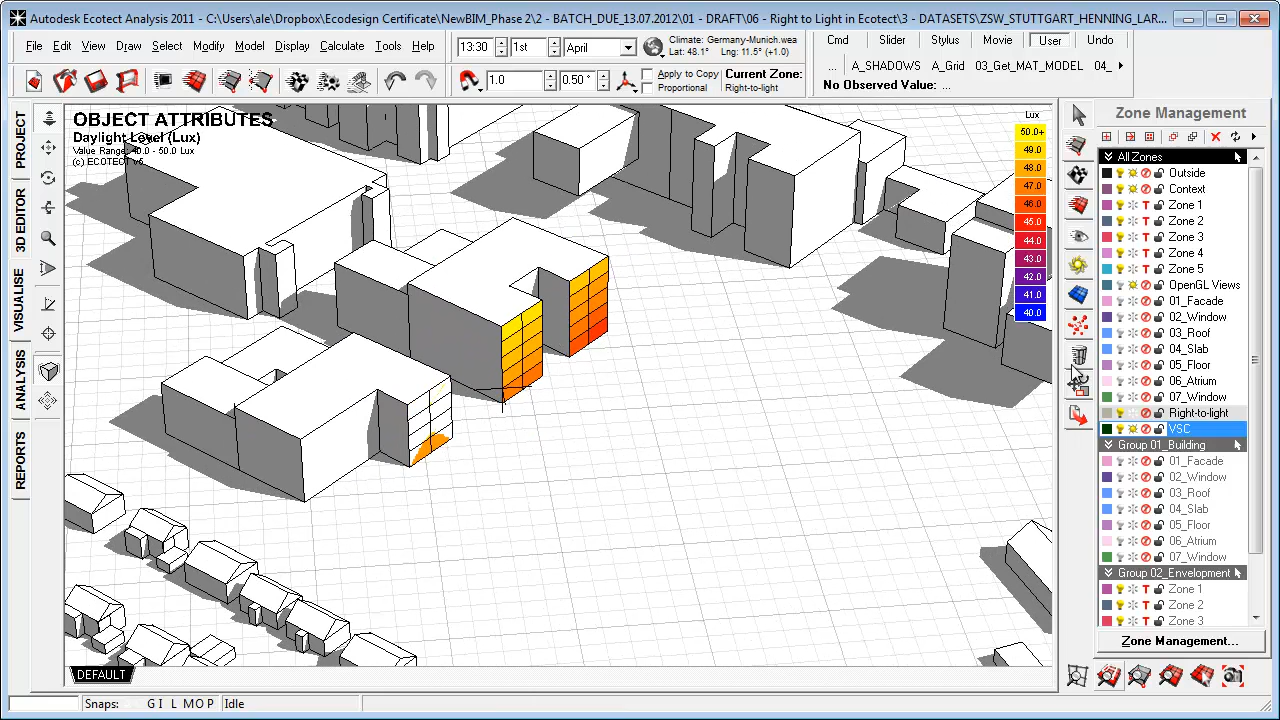 Autodesk Ecotect Analysis 2011 - C:\Users\ale\Dropbox\Ecodesign Certificate\NewBIM_Phase 2\2 - BATCH_DUE_13.07.2012\01 - DRAFT\06 - Right to Light in Ecotect\3 - DATASETS\ZSW_STUTTGART_HENNING_LAR...
File Edit View Draw Select Modify Model Display Calculate Tools Help
13:30 1st April
Climate: Germany-Munich.wea
Lat: 48.1° Lng: 11.5° (+1.0)
Cmd Slider Stylus Movie User Undo
... A_SHADOWS A_Grid 03_Get_MAT_MODEL 04_
1.0 0.50°
Apply to Copy
Proportional
Current Zone:
Right-to-light
No Observed Value: ...
PROJECT
3D EDITOR
VISUALISE
ANALYSIS
REPORTS
OBJECT ATTRIBUTES
Daylight Level (Lux)
Value Range: 40.0 - 50.0 Lux
(c) ECOTECT v5
Lux
50.0+
49.0
48.0
47.0
46.0
45.0
44.0
43.0
42.0
41.0
40.0
DEFAULT
Zone Management
All Zones
Outside
Context
Zone 1
Zone 2
Zone 3
Zone 4
Zone 5
OpenGL Views
01_Facade
02_Window
03_Roof
04_Slab
05_Floor
06_Atrium
07_Window
Right-to-light
VSC
Group 01_Building
01_Facade
02_Window
03_Roof
04_Slab
05_Floor
06_Atrium
07_Window
Group 02_Envelopment
Zone 1
Zone 2
Zone 3
Zone Management...
Snaps: G I L M O P Idle